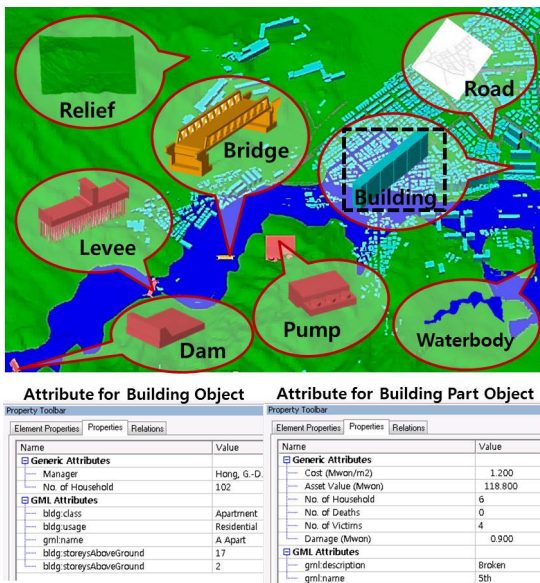 Relief
Road
Bridge
Building
Levee
Dam
Pump
Waterbody
Attribute for Building Object
Property Toolbar
Element Properties Properties Relations
Name Value
Generic Attributes
Manager Hong, G.-D.
No. of Household 102
GML Attributes
bldg:class Apartment
bldg:usage Residential
gml:name A Apart
bldg:storeysAboveGround 17
bldg:storeysAboveGround 2
Attribute for Building Part Object
Property Toolbar
Element Properties Properties Relations
Name Value
Generic Attributes
Cost (Mwon/m2) 1.200
Asset Value (Mwon) 118.800
No. of Household 6
No. of Deaths 0
No. of Victims 4
Damage (Mwon) 0.900
GML Attributes
gml:description Broken
gml:name 5th